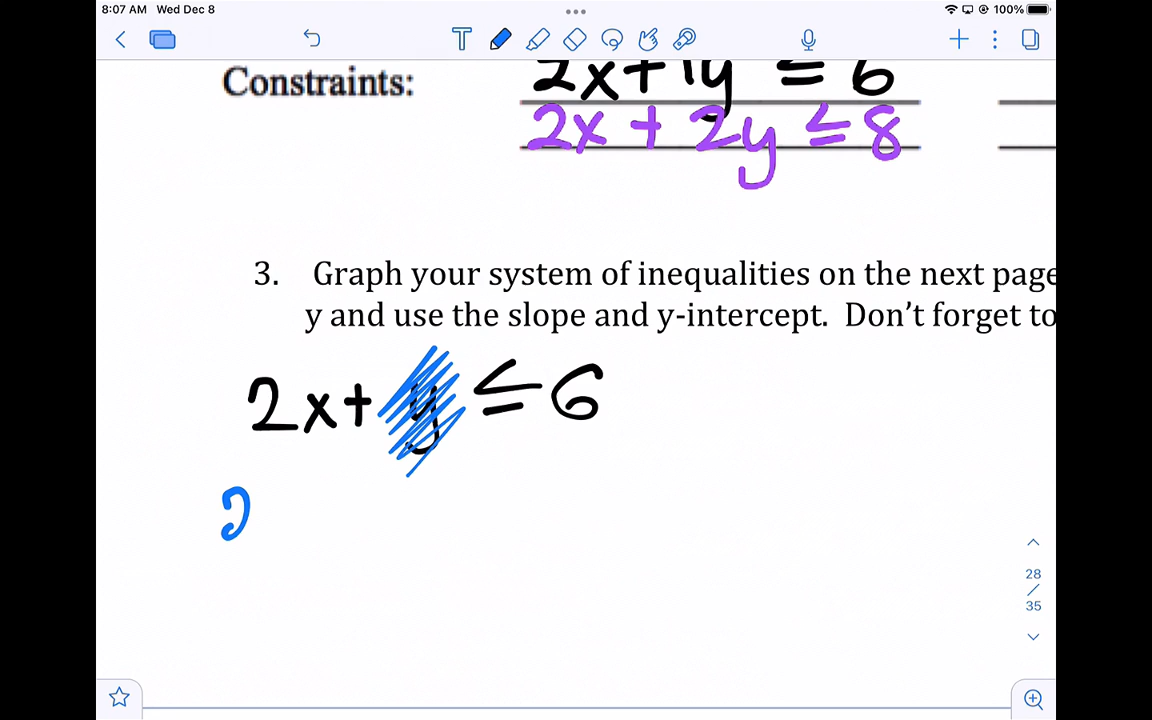 8:07 AM Wed Dec 8
100%
T
Constraints:
2x+1y ≤ 6
2x + 2y ≤ 8
3. Graph your system of inequalities on the next page
y and use the slope and y-intercept. Don't forget to
2x+y ≤ 6
2
28
/
35